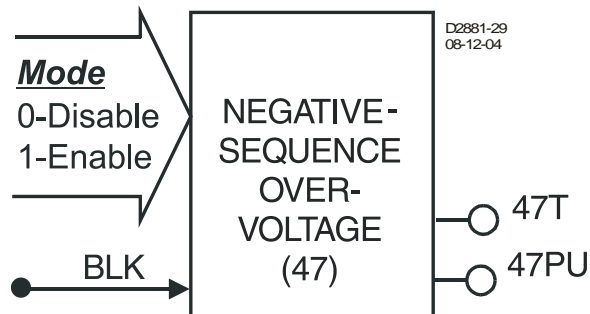 D2881-29
08-12-04
Mode
0-Disable
1-Enable
NEGATIVE-
SEQUENCE
OVER-
VOLTAGE
(47)
BLK
47T
47PU